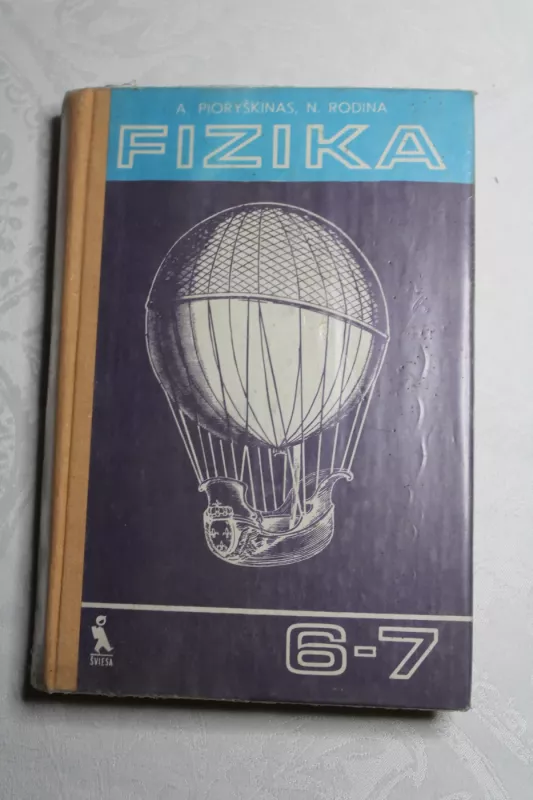 A. PIORYŠKINAS, N. RODINA
FIZIKA
6-7
ŠVIESA